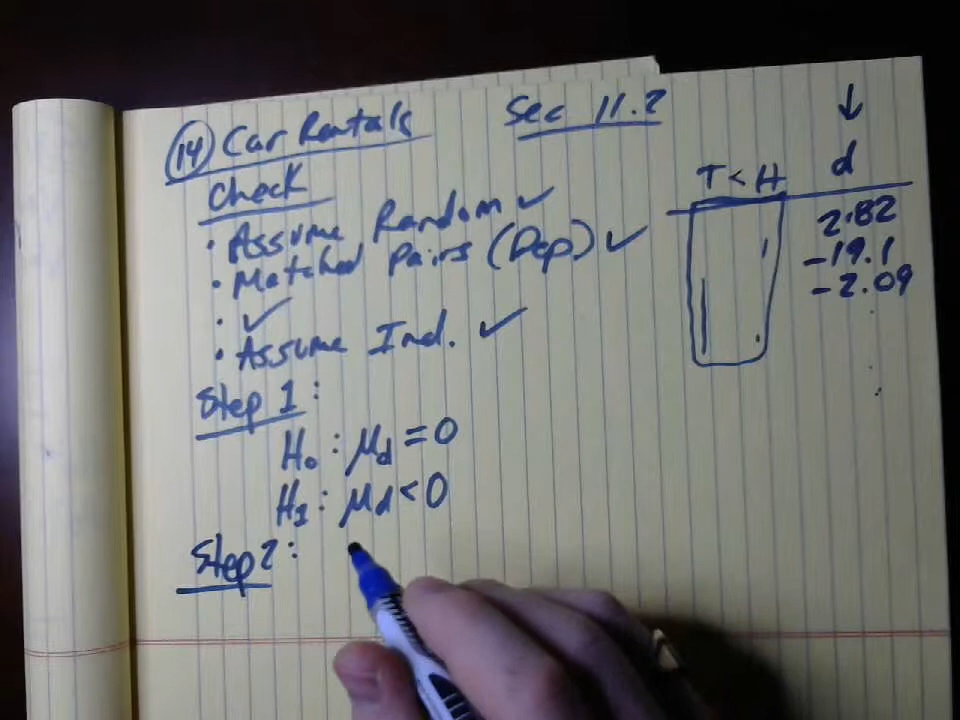 14 Car Rentals
Sec 11.2
Check
• Assume Random ✓
• Matched Pairs (Dep) ✓
• ✓
• Assume Ind. ✓
Step 1:
H₀: μd = 0
H₁: μd < 0
Step 2:
↓
T < H d
2.82
-19.1
-2.09